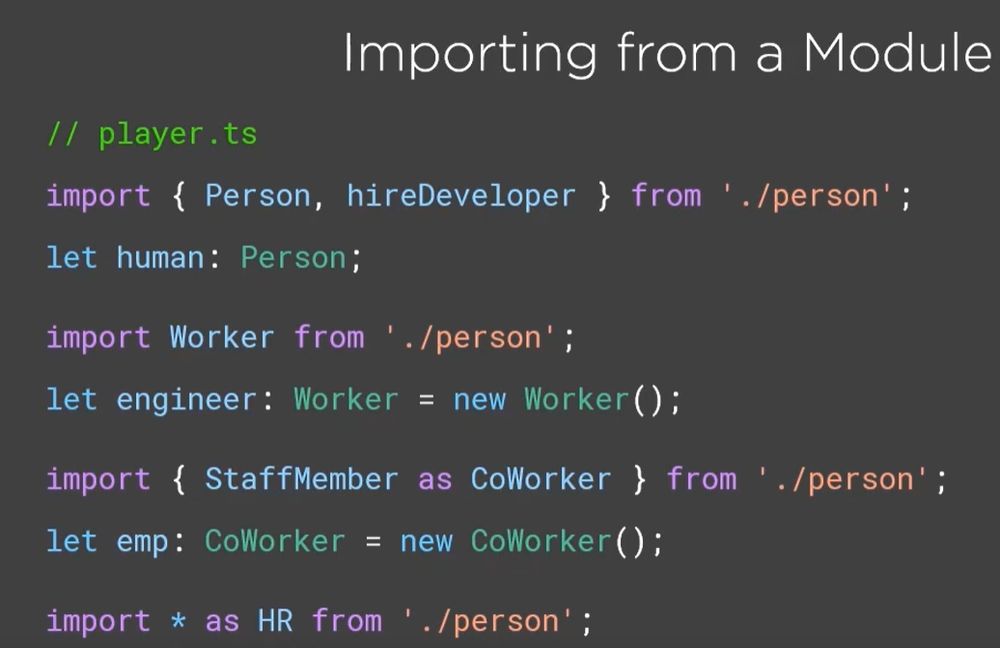 Importing from a Module
// player.ts
import { Person, hireDeveloper } from './person';
let human: Person;
import Worker from './person';
let engineer: Worker = new Worker();
import { StaffMember as CoWorker } from './person';
let emp: CoWorker = new CoWorker();
import * as HR from './person';